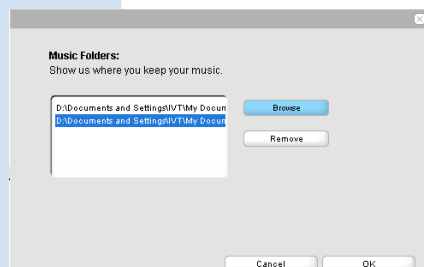 Music Folders:
Show us where you keep your music.
D:\Documents and Settings\IVT\My Docum
D:\Documents and Settings\IVT\My Docum
Browse
Remove
Cancel
OK